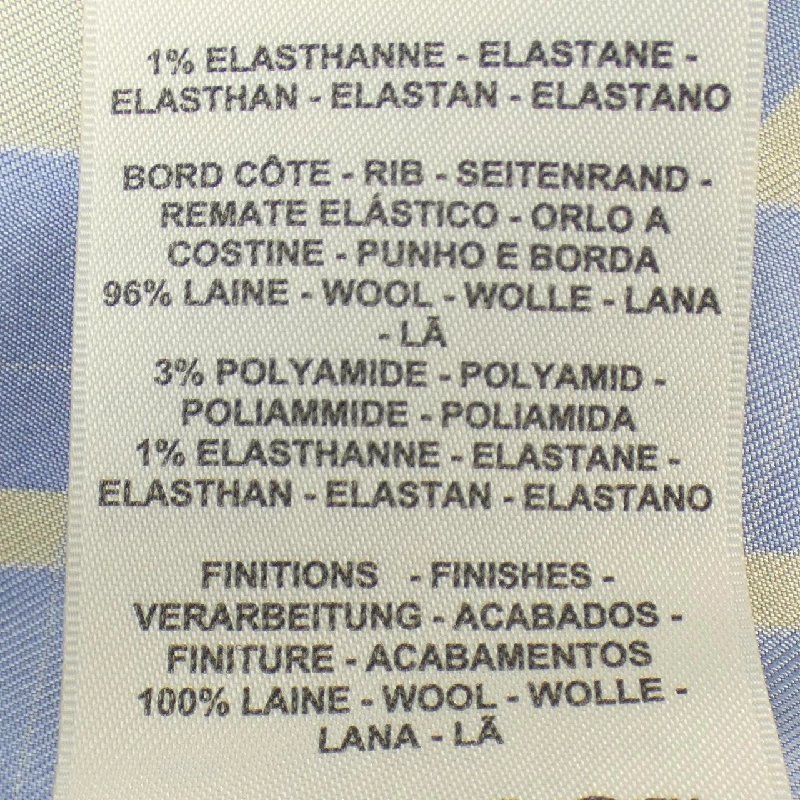 1% ELASTHANNE - ELASTANE -
ELASTHAN - ELASTAN - ELASTANO
BORD CÔTE - RIB - SEITENRAND -
REMATE ELÁSTICO - ORLO A
COSTINE - PUNHO E BORDA
96% LAINE - WOOL - WOLLE - LANA
- LÃ
3% POLYAMIDE - POLYAMID -
POLIAMMIDE - POLIAMIDA
1% ELASTHANNE - ELASTANE -
ELASTHAN - ELASTAN - ELASTANO
FINITIONS - FINISHES -
VERARBEITUNG - ACABADOS -
FINITURE - ACABAMENTOS
100% LAINE - WOOL - WOLLE -
LANA - LÃ